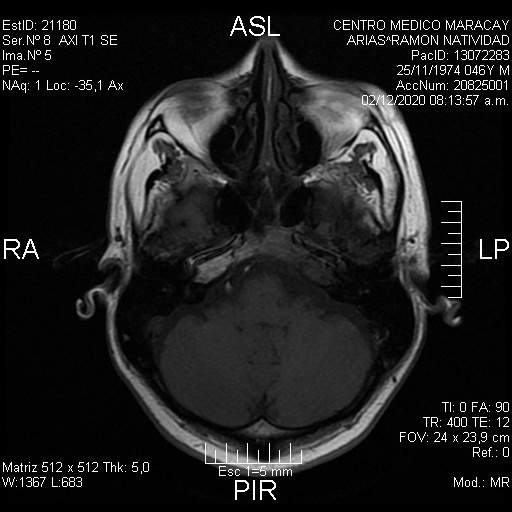 EstID: 21180
Ser.Nº 8 AXI T1 SE
Ima.Nº 5
PE= --
NAq: 1 Loc: -35,1 Ax
ASL
CENTRO MEDICO MARACAY
ARIAS^RAMON NATIVIDAD
PacID: 13072283
25/11/1974 046Y M
AccNum: 20825001
02/12/2020 08:13:57 a.m.
RA
LP
TI: 0 FA: 90
TR: 400 TE: 12
FOV: 24 x 23,9 cm
Ref.: 0
Mod.: MR
Matriz 512 x 512 Thk: 5,0
W:1367 L:683
Esc 1=5 mm
PIR